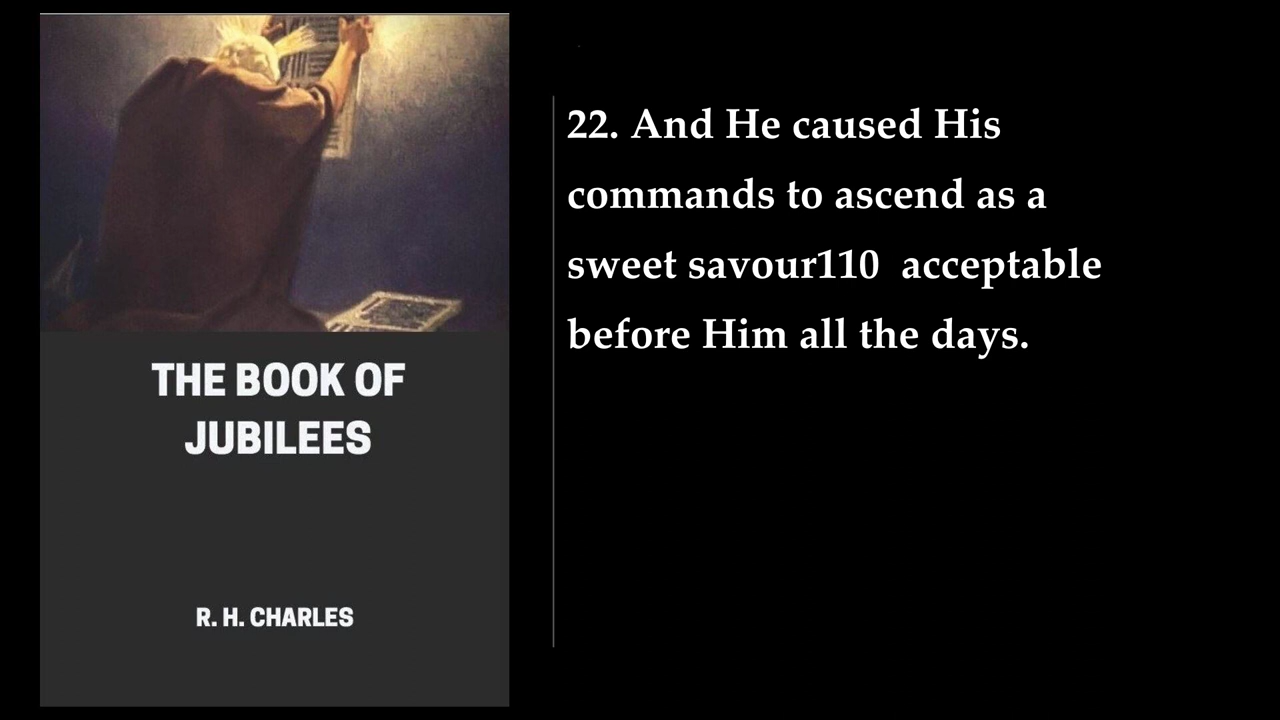 THE BOOK OF
JUBILEES
R. H. CHARLES
22. And He caused His
commands to ascend as a
sweet savour110  acceptable
before Him all the days.